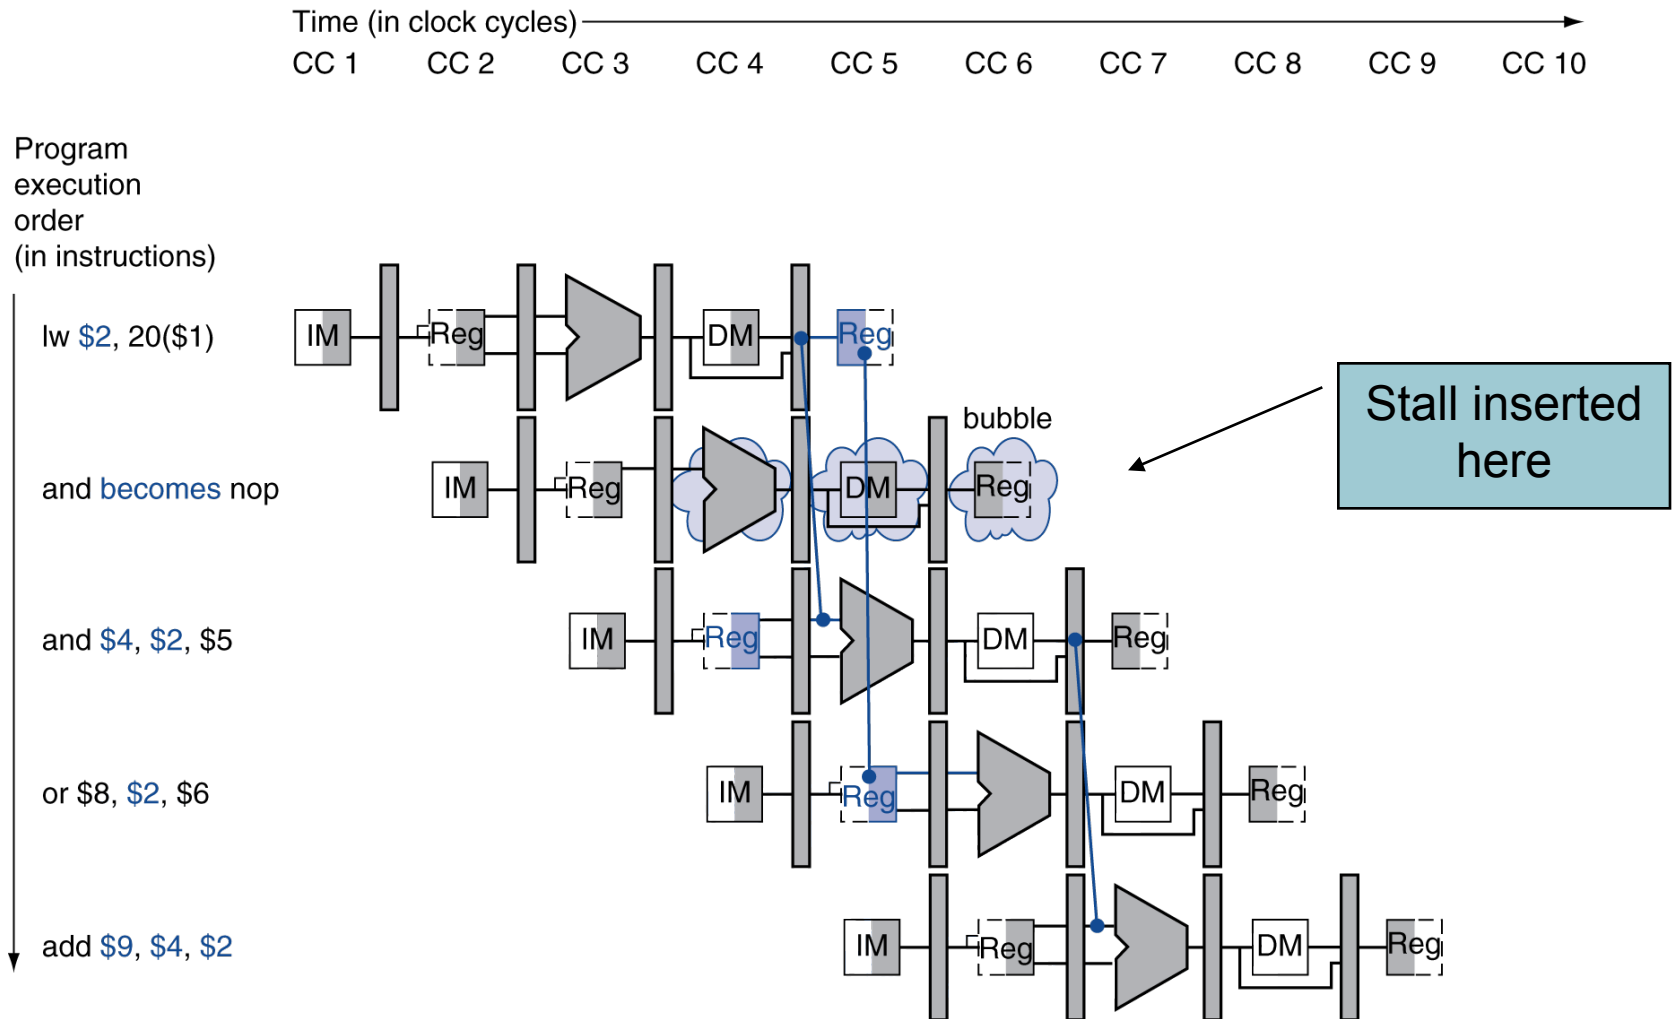 Time (in clock cycles)
CC 1 CC 2 CC 3 CC 4 CC 5 CC 6 CC 7 CC 8 CC 9 CC 10
Program
execution
order
(in instructions)
lw $2, 20($1) IM Reg DM Reg
Stall inserted
here
bubble
and becomes nop IM Reg DM Reg
and $4, $2, $5 IM Reg DM Reg
or $8, $2, $6 IM Reg DM Reg
add $9, $4, $2 IM Reg DM Reg